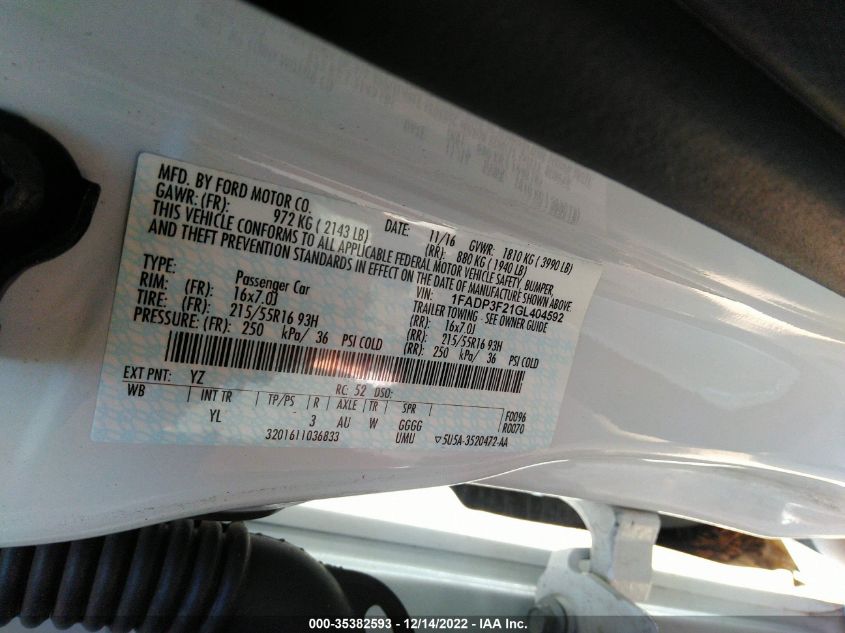 MFD. BY FORD MOTOR CO.
DATE: 11/16 GVWR: 1810 KG ( 3990 LB)
GAWR: (FR): 972 KG ( 2143 LB) (RR): 880 KG ( 1940 LB)
THIS VEHICLE CONFORMS TO ALL APPLICABLE FEDERAL MOTOR VEHICLE SAFETY, BUMPER,
AND THEFT PREVENTION STANDARDS IN EFFECT ON THE DATE OF MANUFACTURE SHOWN ABOVE.
VIN: 1FADP3F21GL404592
TYPE: Passenger Car TRAILER TOWING - SEE OWNER GUIDE
RIM: (FR): 16x7.0J (RR): 16x7.0J
TIRE: (FR): 215/55R16 93H (RR): 215/55R16 93H
PRESSURE: (FR): 250 kPa/ 36 PSI COLD (RR): 250 kPa/ 36 PSI COLD
EXT PNT: YZ RC: 52 DSO:
WB INT TR TP/PS R AXLE TR SPR F0096
YL 3 AU W GGGG R0070
3201611036833 UMU ▽5U5A-3520472-AA
000-35382593 - 12/14/2022 - IAA Inc.